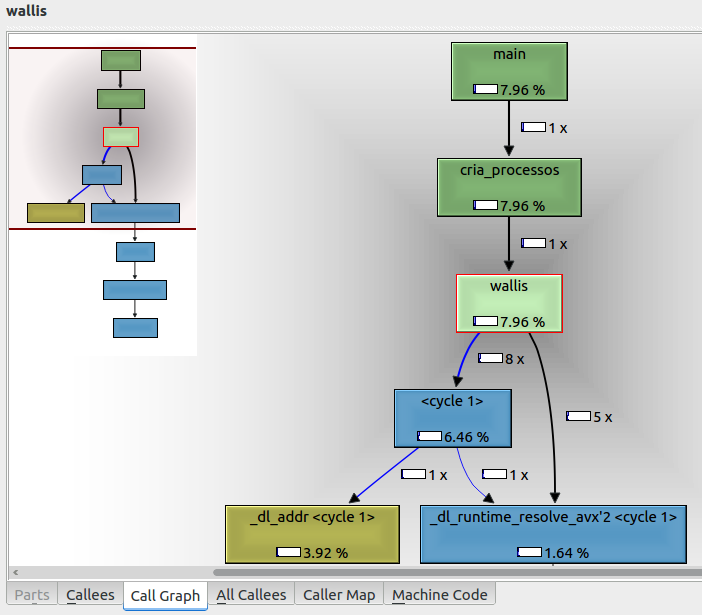 wallis
main
7.96 %
1 x
cria_processos
7.96 %
1 x
wallis
7.96 %
8 x
5 x
<cycle 1>
6.46 %
1 x
1 x
_dl_addr <cycle 1>
3.92 %
_dl_runtime_resolve_avx'2 <cycle 1>
1.64 %
Parts Callees Call Graph All Callees Caller Map Machine Code